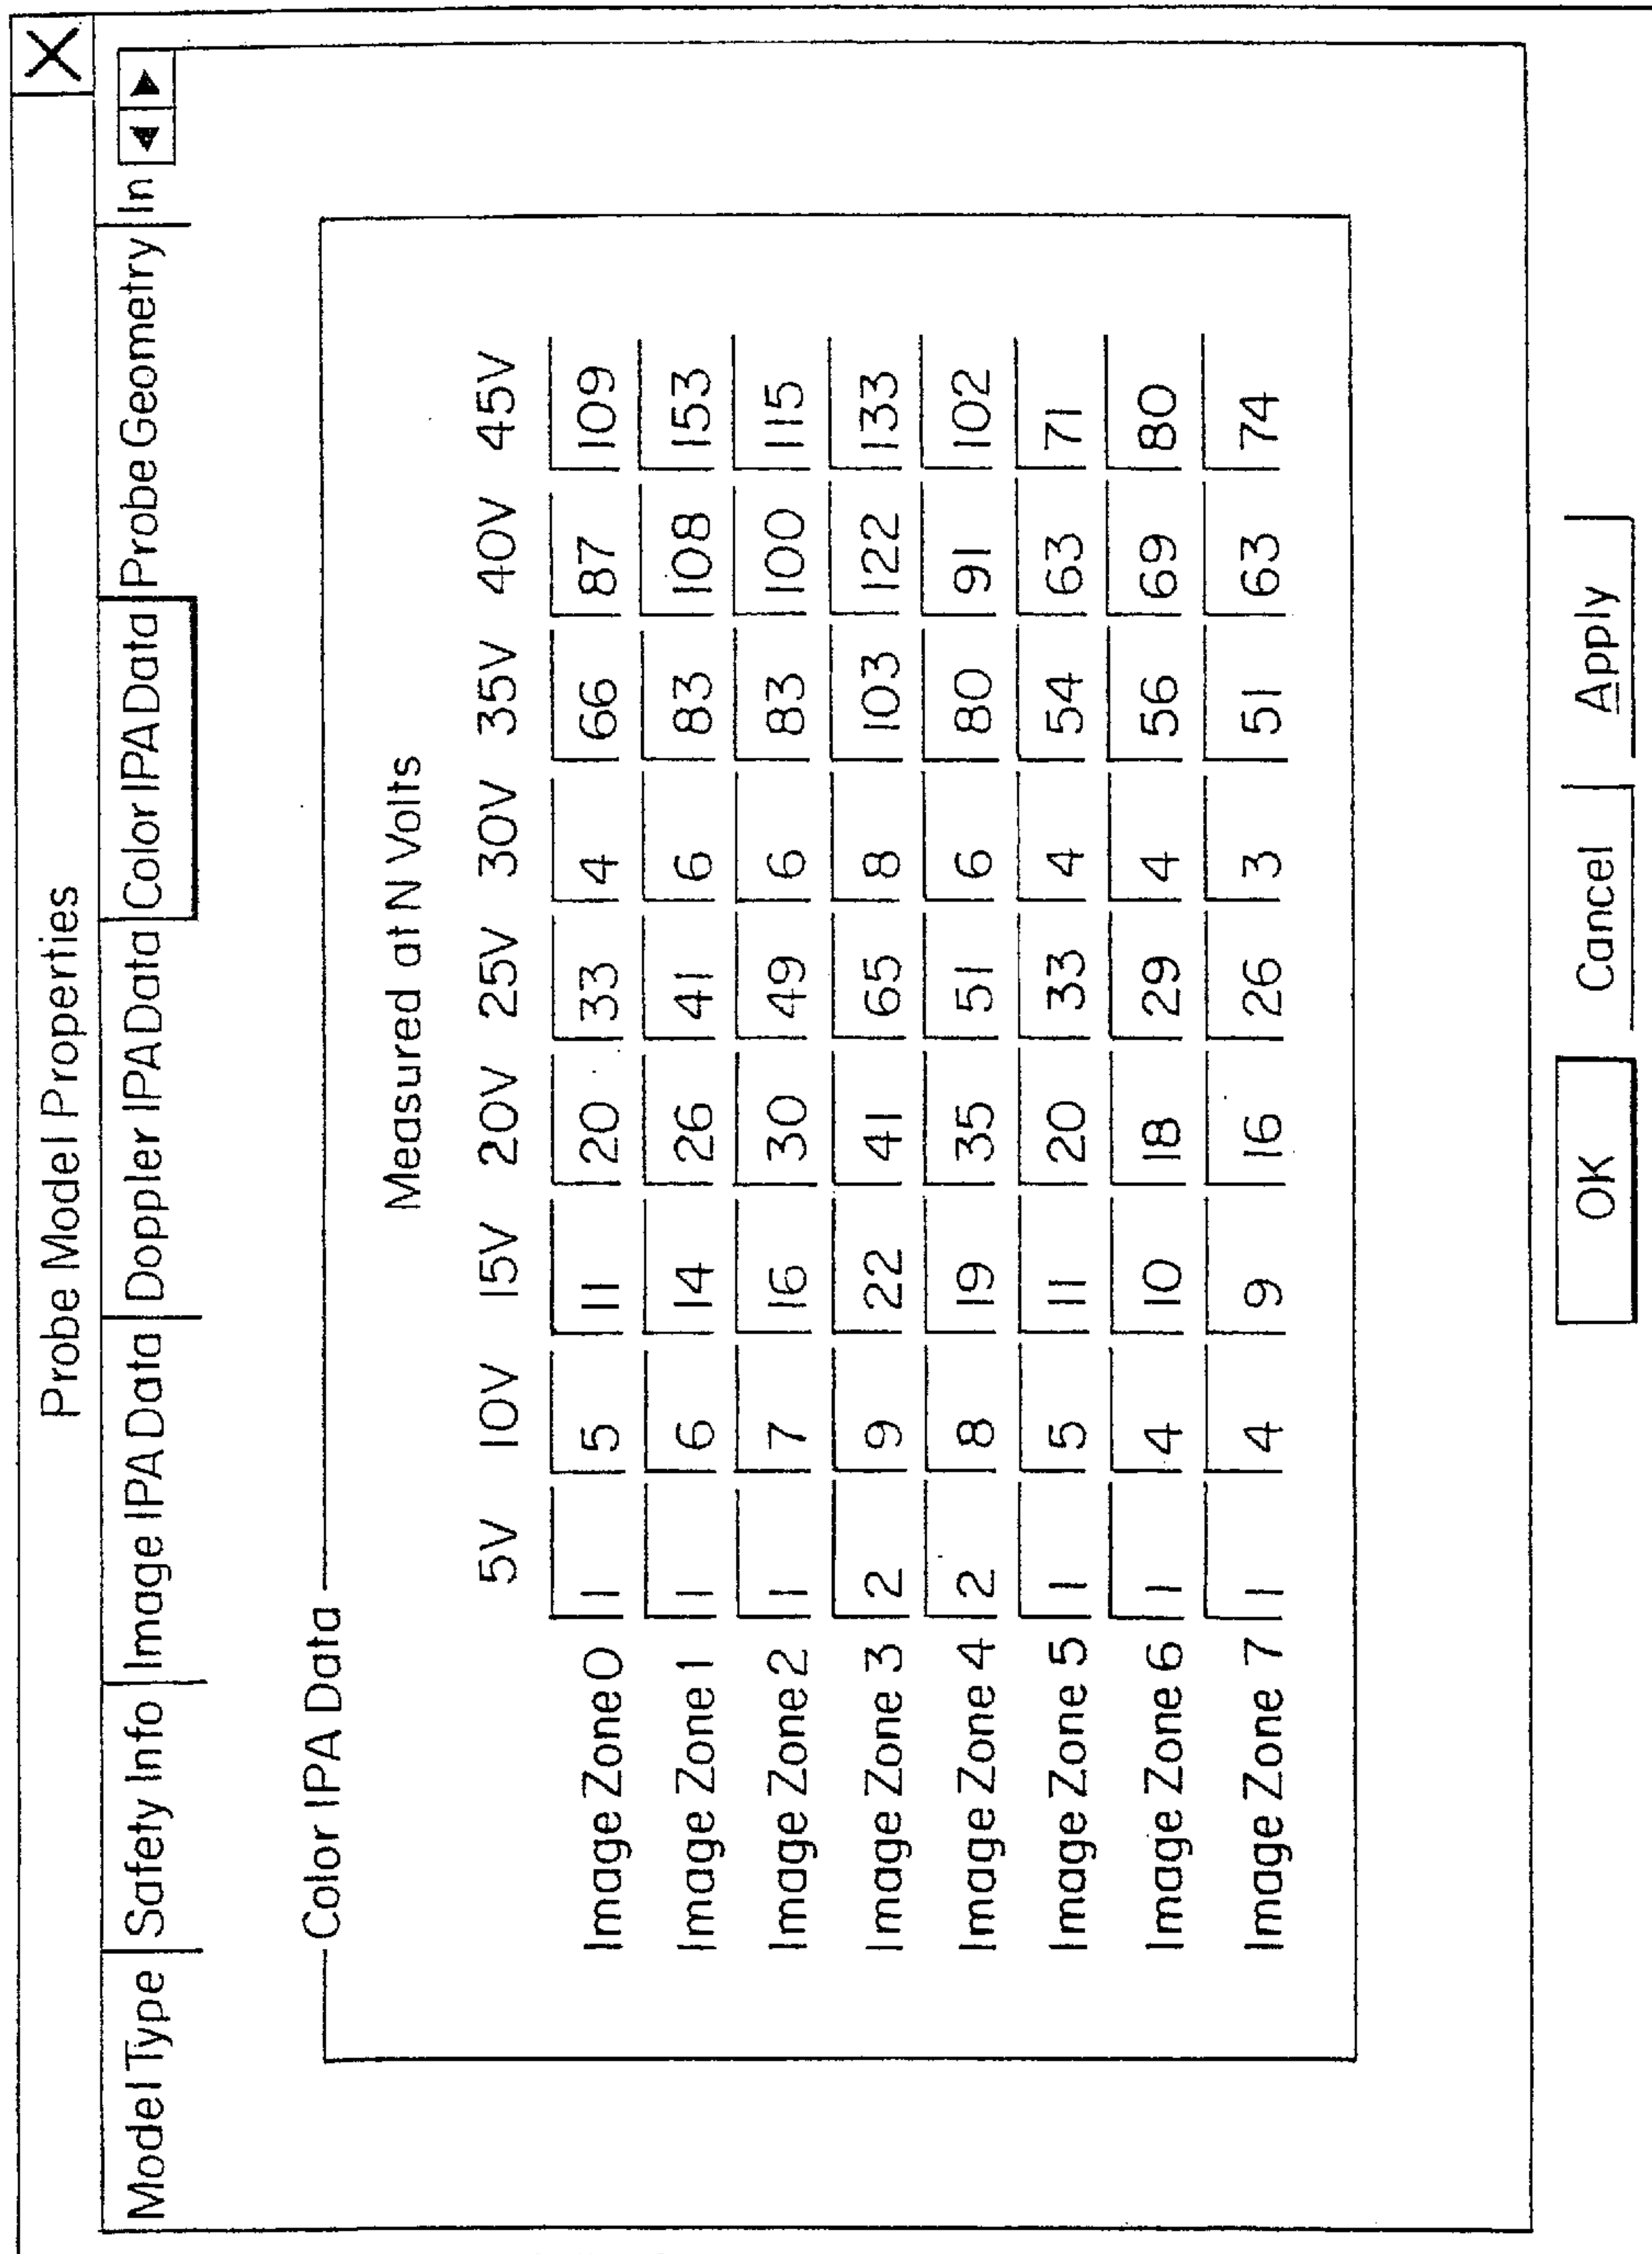 Probe Model Properties X
Model Type Safety Info Image IPA Data Doppler IPA Data Color IPA Data Probe Geometry In
Color IPA Data
Measured at N Volts
5V 10V 15V 20V 25V 30V 35V 40V 45V
Image Zone 0 1 5 11 20 33 4 66 87 109
Image Zone 1 1 6 14 26 41 6 83 108 153
Image Zone 2 1 7 16 30 49 6 83 100 115
Image Zone 3 2 9 22 41 65 8 103 122 133
Image Zone 4 2 8 19 35 51 6 80 91 102
Image Zone 5 1 5 11 20 33 4 54 63 71
Image Zone 6 1 4 10 18 29 4 56 69 80
Image Zone 7 1 4 9 16 26 3 51 63 74
OK Cancel Apply